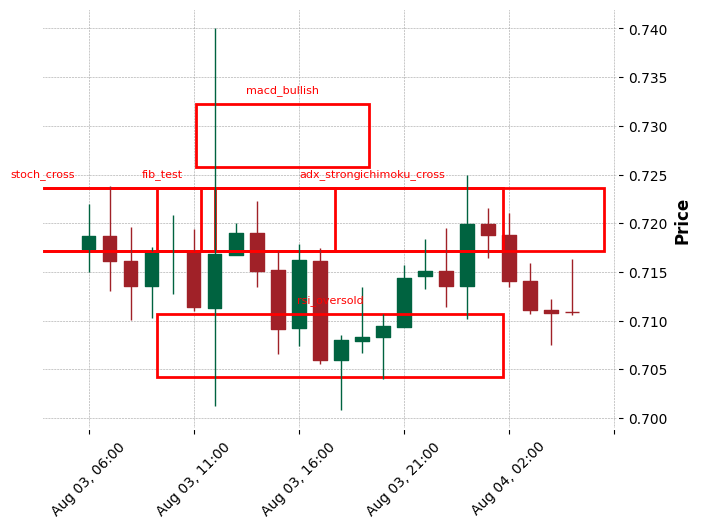 0.740
0.735
macd_bullish
0.730
0.725
stoch_cross
fib_test
adx_strongichimoku_cross
0.720
Price
0.715
rsi_oversold
0.710
0.705
0.700
Aug 03, 06:00
Aug 03, 11:00
Aug 03, 16:00
Aug 03, 21:00
Aug 04, 02:00